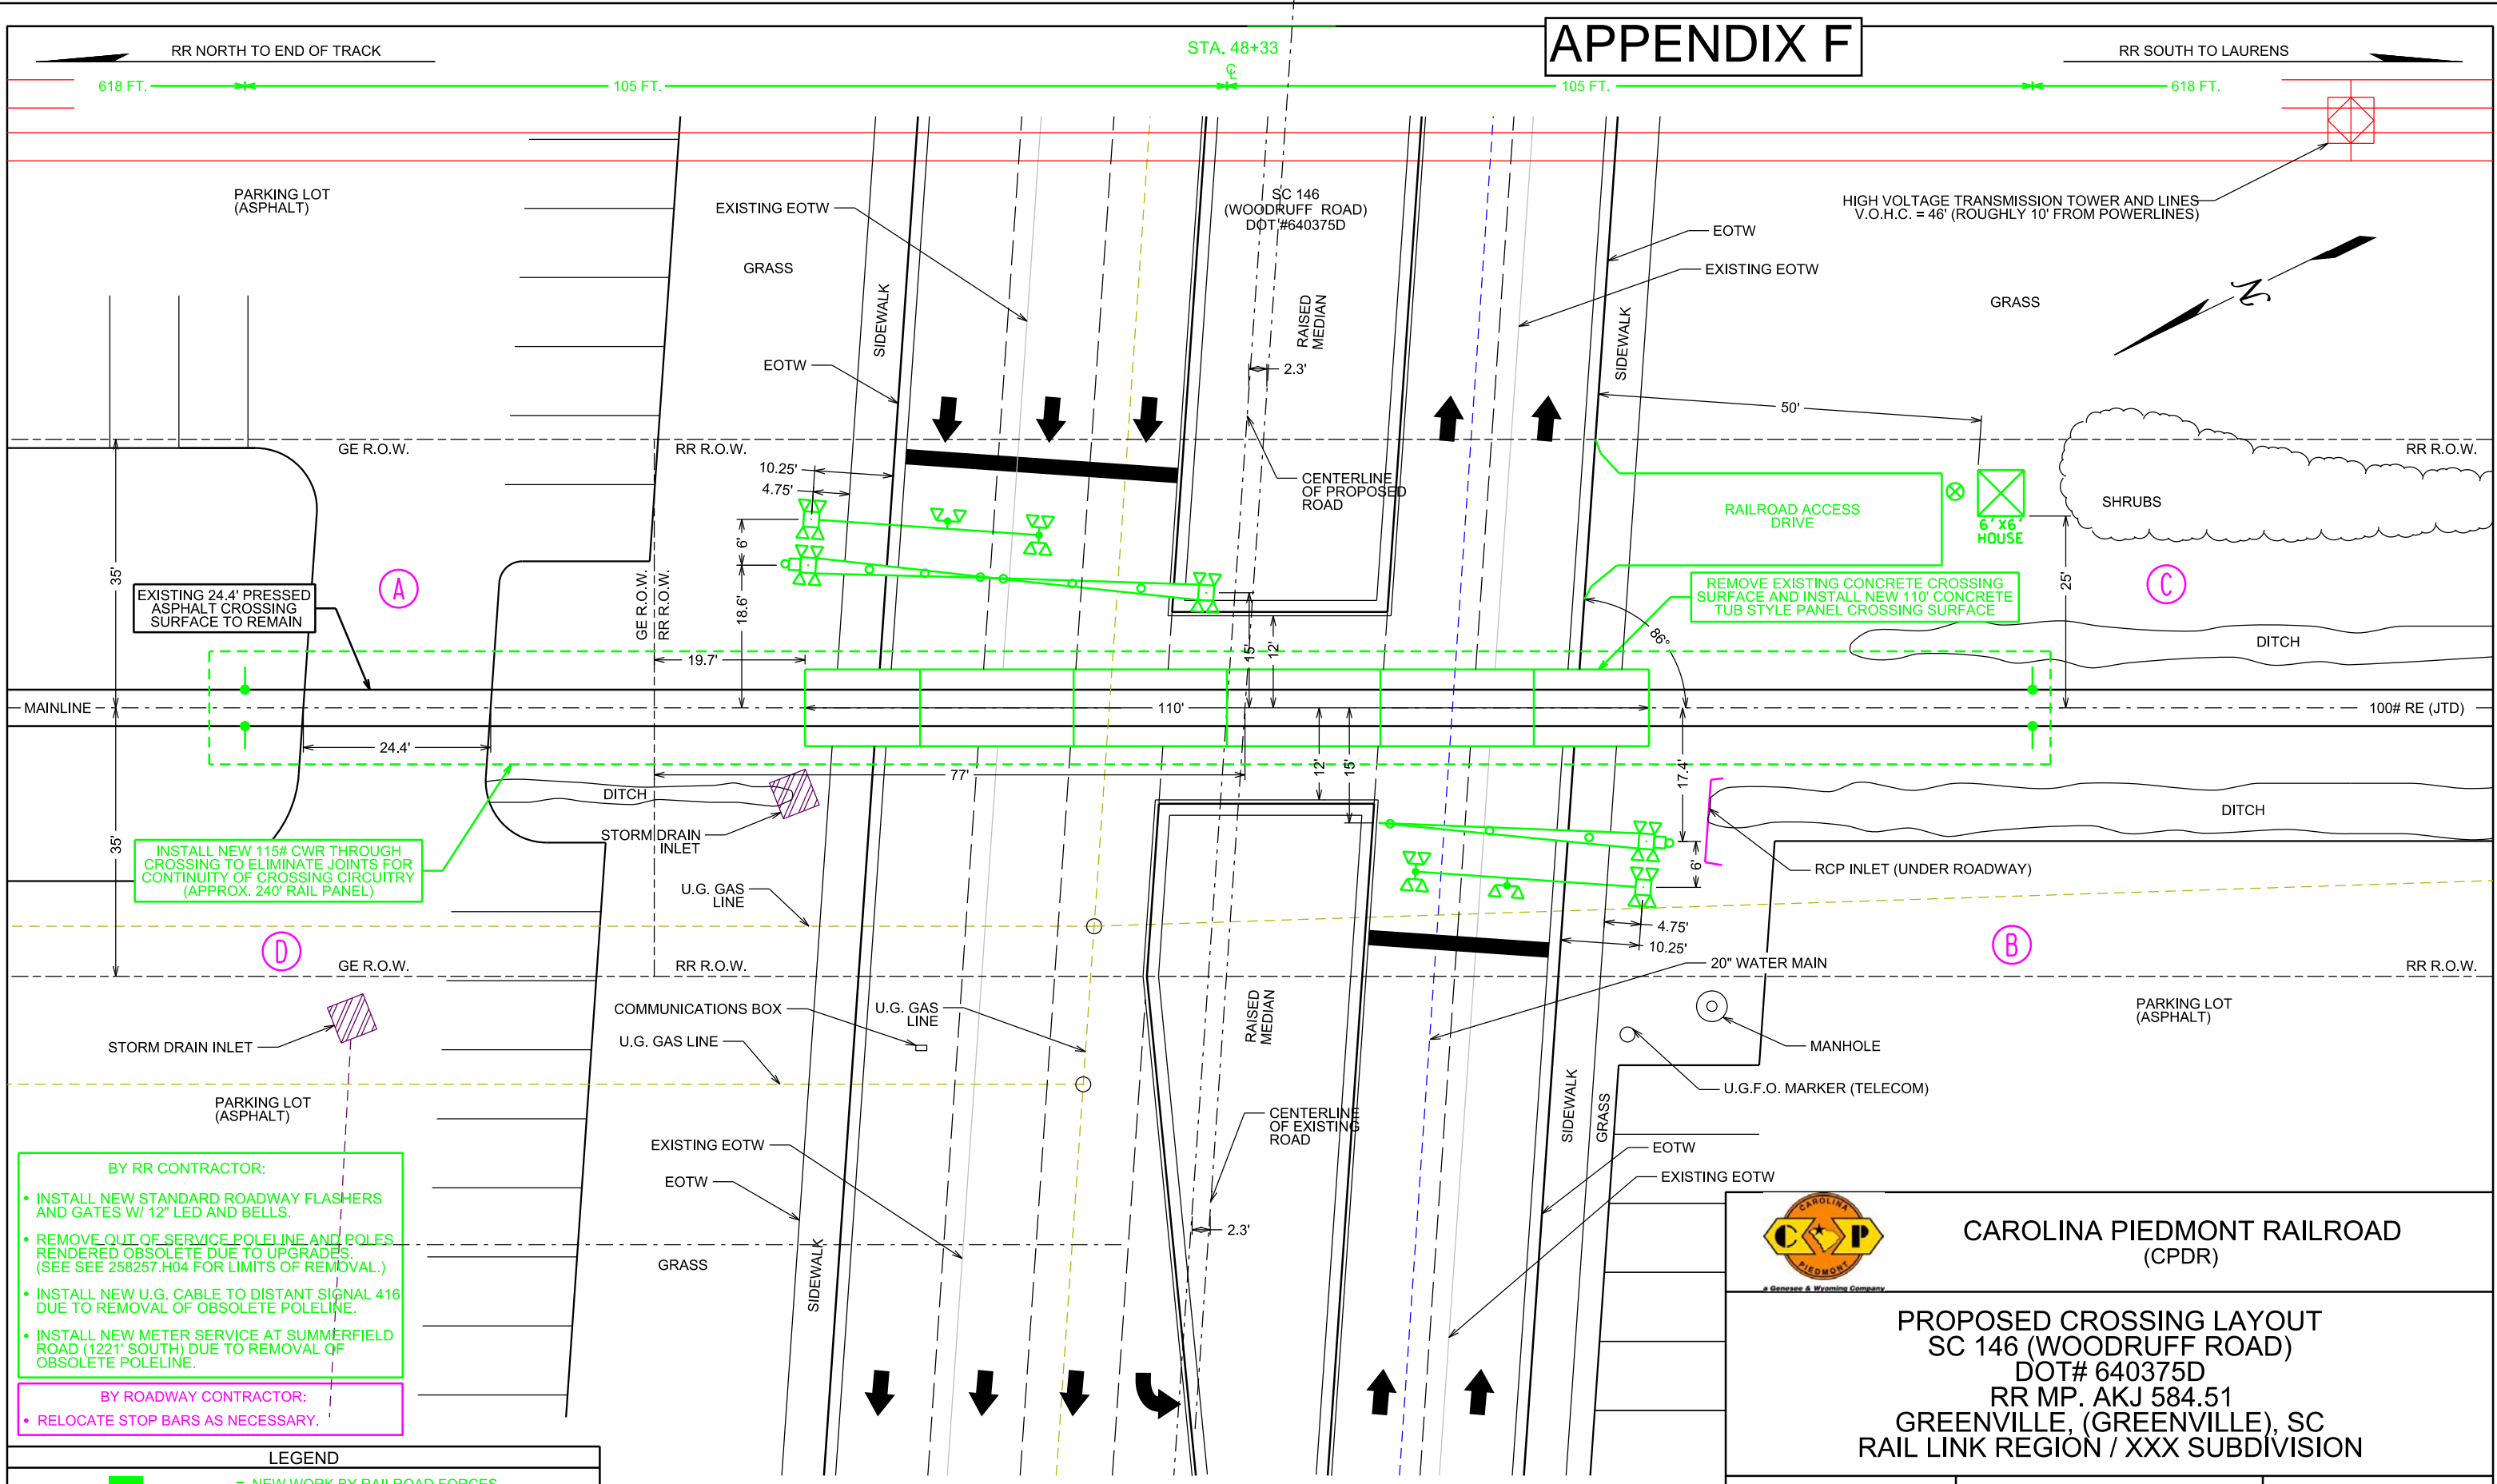 APPENDIX F
RR NORTH TO END OF TRACK
STA. 48+33
RR SOUTH TO LAURENS
618 FT.
105 FT.
℄
105 FT.
618 FT.
PARKING LOT
(ASPHALT)
EXISTING EOTW
SC 146
(WOODRUFF ROAD)
DOT #640375D
HIGH VOLTAGE TRANSMISSION TOWER AND LINES
V.O.H.C. = 46' (ROUGHLY 10' FROM POWERLINES)
EOTW
EXISTING EOTW
GRASS
GRASS
N
SIDEWALK
RAISED
MEDIAN
SIDEWALK
EOTW
2.3'
50'
GE R.O.W.
RR R.O.W.
RR R.O.W.
10.25'
4.75'
CENTERLINE
OF PROPOSED
ROAD
RAILROAD ACCESS
DRIVE
6'X6'
HOUSE
SHRUBS
35'
6'
A
EXISTING 24.4' PRESSED
ASPHALT CROSSING
SURFACE TO REMAIN
GE R.O.W.
RR R.O.W.
18.6'
REMOVE EXISTING CONCRETE CROSSING
SURFACE AND INSTALL NEW 110' CONCRETE
TUB STYLE PANEL CROSSING SURFACE
25'
C
86°
15'
12'
DITCH
19.7'
MAINLINE
110'
100# RE (JTD)
24.4'
77'
12'
15'
17.4'
DITCH
DITCH
STORM DRAIN
INLET
35'
INSTALL NEW 115# CWR THROUGH
CROSSING TO ELIMINATE JOINTS FOR
CONTINUITY OF CROSSING CIRCUITRY
(APPROX. 240' RAIL PANEL)
6'
RCP INLET (UNDER ROADWAY)
U.G. GAS
LINE
4.75'
10.25'
D
B
GE R.O.W.
RR R.O.W.
20" WATER MAIN
RR R.O.W.
COMMUNICATIONS BOX
U.G. GAS
LINE
RAISED
MEDIAN
PARKING LOT
(ASPHALT)
STORM DRAIN INLET
U.G. GAS LINE
MANHOLE
U.G.F.O. MARKER (TELECOM)
PARKING LOT
(ASPHALT)
SIDEWALK
GRASS
CENTERLINE
OF EXISTING
ROAD
EXISTING EOTW
EOTW
EOTW
EXISTING EOTW
2.3'
GRASS
SIDEWALK
BY RR CONTRACTOR:
• INSTALL NEW STANDARD ROADWAY FLASHERS
AND GATES W/ 12" LED AND BELLS.
• REMOVE OUT OF SERVICE POLELINE AND POLES
RENDERED OBSOLETE DUE TO UPGRADES.
(SEE SEE 258257.H04 FOR LIMITS OF REMOVAL.)
• INSTALL NEW U.G. CABLE TO DISTANT SIGNAL 416
DUE TO REMOVAL OF OBSOLETE POLELINE.
• INSTALL NEW METER SERVICE AT SUMMERFIELD
ROAD (1221' SOUTH) DUE TO REMOVAL OF
OBSOLETE POLELINE.
BY ROADWAY CONTRACTOR:
• RELOCATE STOP BARS AS NECESSARY.
LEGEND
= NEW WORK BY RAILROAD FORCES
CAROLINA
C P
PIEDMONT
a Genesee & Wyoming Company
CAROLINA PIEDMONT RAILROAD
(CPDR)
PROPOSED CROSSING LAYOUT
SC 146 (WOODRUFF ROAD)
DOT# 640375D
RR MP. AKJ 584.51
GREENVILLE, (GREENVILLE), SC
RAIL LINK REGION / XXX SUBDIVISION